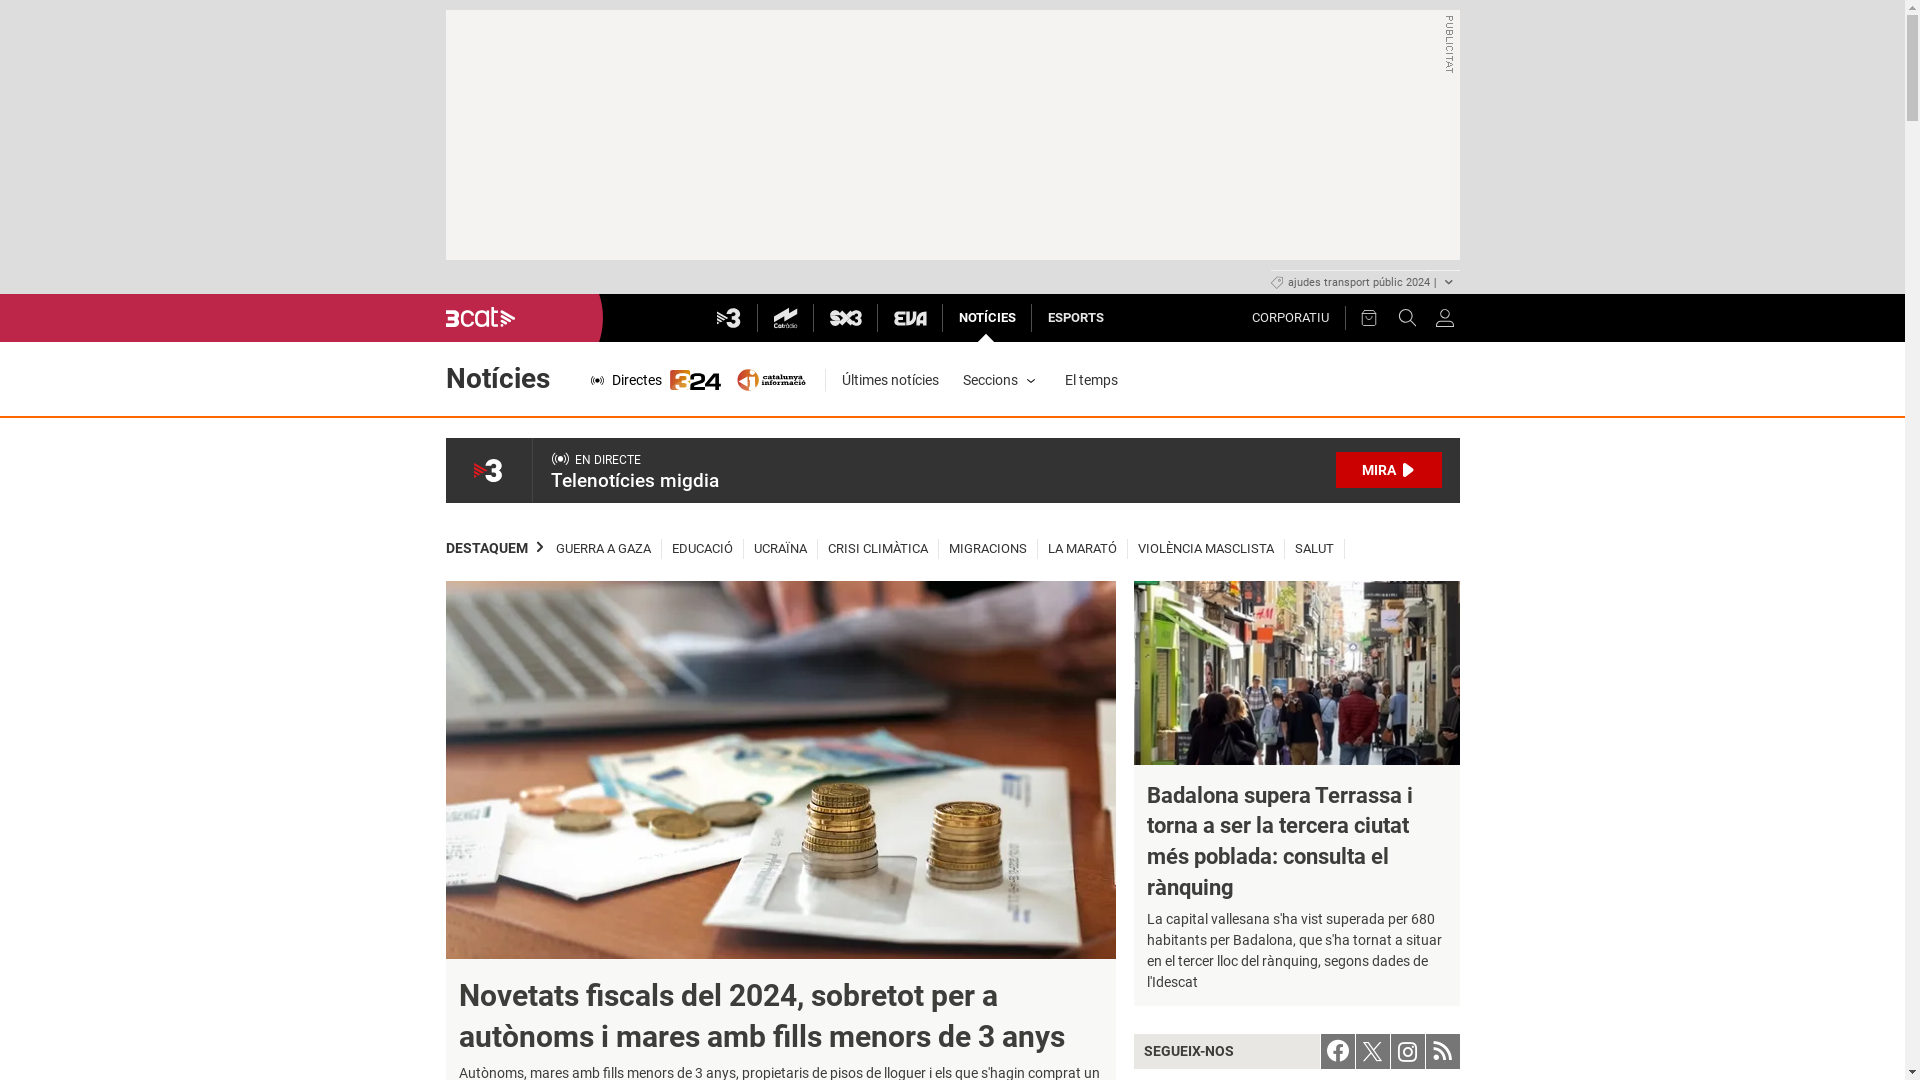 PUBLICITAT
ajudes transport públic 2024 |
3cat
3
Catràdio
SX3
EVA
NOTÍCIES
ESPORTS
CORPORATIU
Notícies
Directes
324
catalunya
informació
Últimes notícies
Seccions
El temps
3
EN DIRECTE
Telenotícies migdia
MIRA
DESTAQUEM
GUERRA A GAZA
EDUCACIÓ
UCRAÏNA
CRISI CLIMÀTICA
MIGRACIONS
LA MARATÓ
VIOLÈNCIA MASCLISTA
SALUT
Novetats fiscals del 2024, sobretot per a
autònoms i mares amb fills menors de 3 anys
Autònoms, mares amb fills menors de 3 anys, propietaris de pisos de lloguer i els que s'hagin comprat un
H&M
Badalona supera Terrassa i
torna a ser la tercera ciutat
més poblada: consulta el
rànquing
La capital vallesana s'ha vist superada per 680
habitants per Badalona, que s'ha tornat a situar
en el tercer lloc del rànquing, segons dades de
l'Idescat
SEGUEIX-NOS